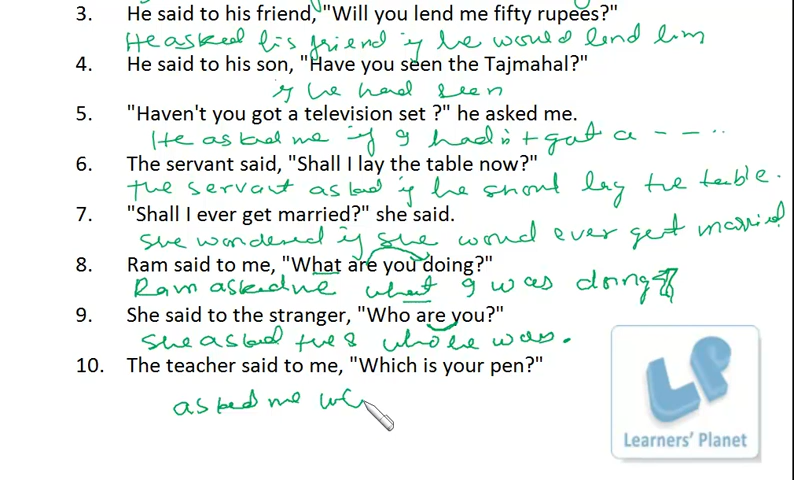 3. He said to his friend, "Will you lend me fifty rupees?"
He asked his friend if he would lend him
4. He said to his son, "Have you seen the Tajmahal?"
if he had seen
5. "Haven't you got a television set ?" he asked me.
He asked me if I hadn't got a - - - ..
6. The servant said, "Shall I lay the table now?"
the servant asked if he should lay the table.
7. "Shall I ever get married?" she said.
She wondered if she would ever get married
8. Ram said to me, "What are you doing?"
Ram asked me what I was doing
9. She said to the stranger, "Who are you?"
She asked the s who he was.
10. The teacher said to me, "Which is your pen?"
asked me
LP
Learners' Planet